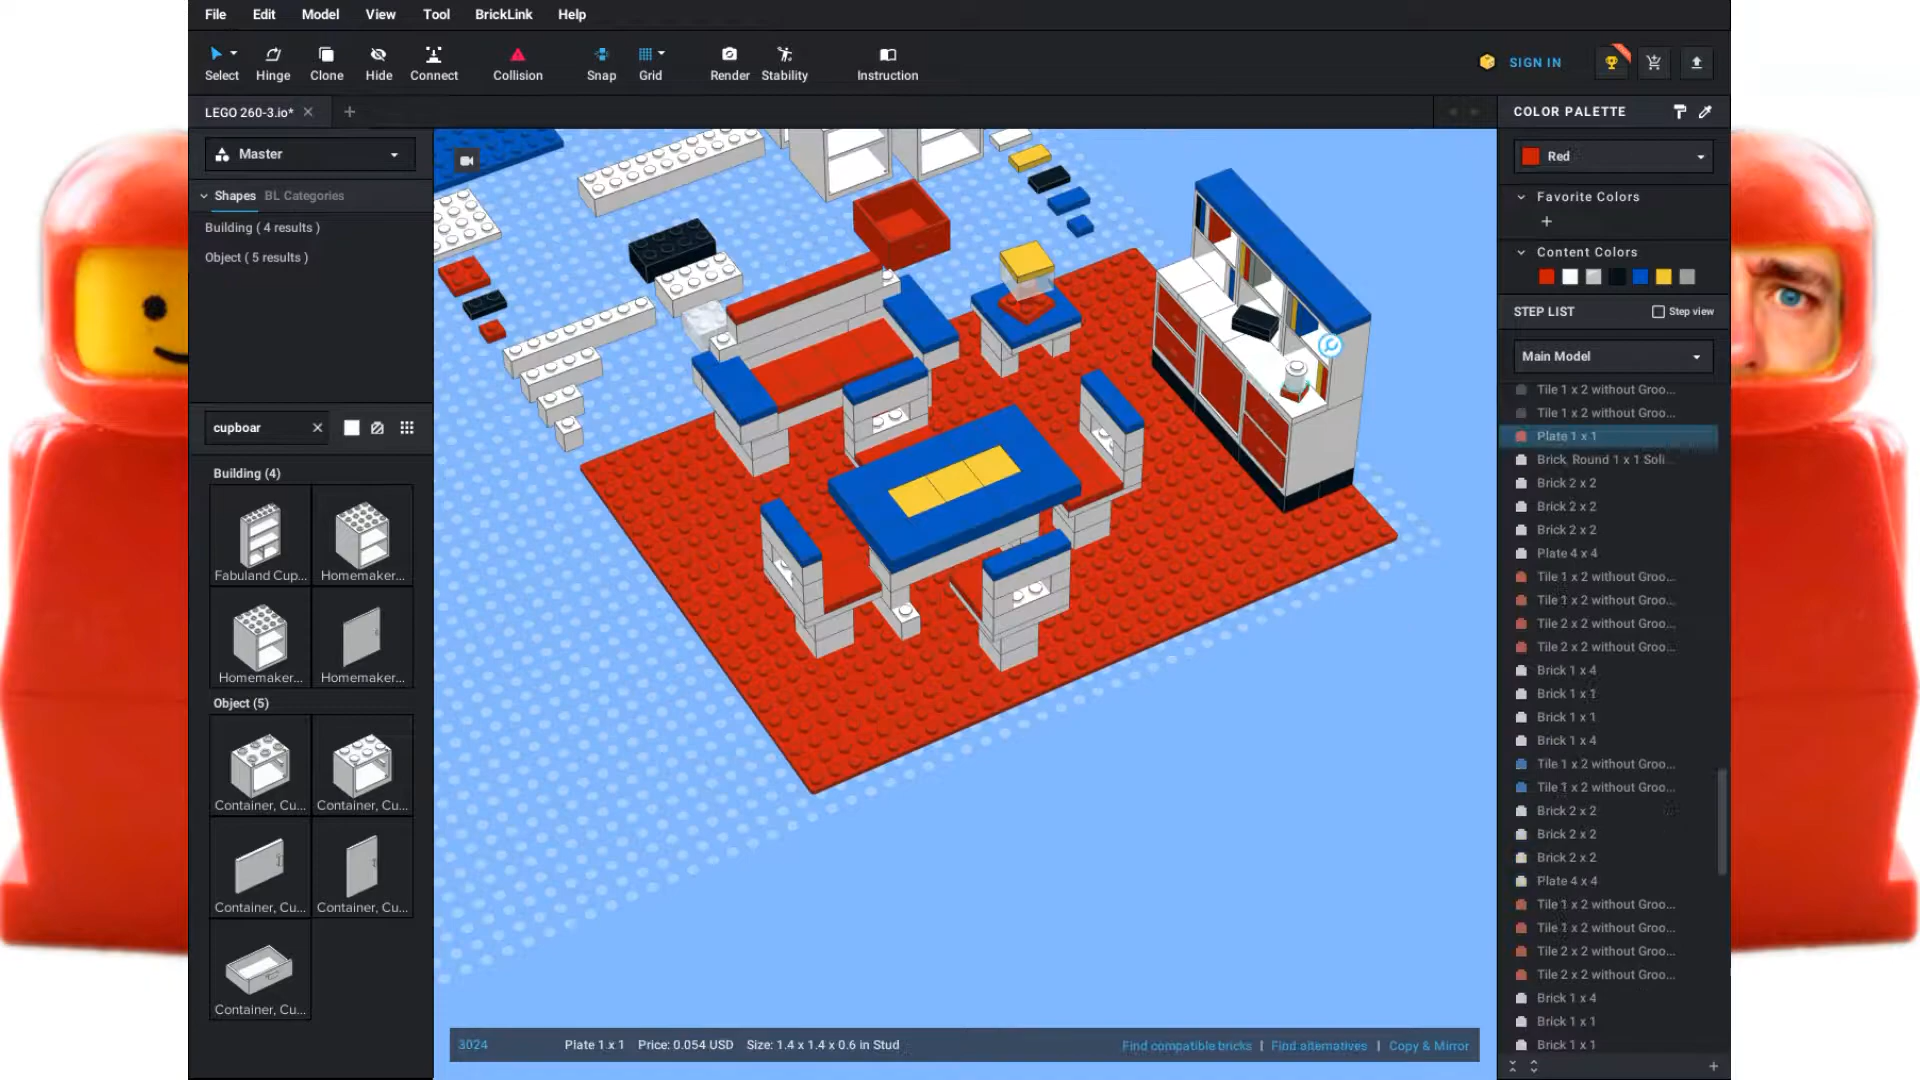 File Edit Model View Tool BrickLink Help
Select Hinge Clone Hide Connect Collision Snap Grid Render Stability Instruction SIGN IN
LEGO 260-3.io* × +
COLOR PALETTE
Master
Red
Shapes BL Categories
Favorite Colors
Building ( 4 results )
+
Object ( 5 results )
Content Colors
STEP LIST Step view
Main Model
Tile 1 x 2 without Groo...
Tile 1 x 2 without Groo...
cupboar
Plate 1 x 1
Brick, Round 1 x 1 Soli...
Building (4)
Brick 2 x 2
Brick 2 x 2
Brick 2 x 2
Plate 4 x 4
Fabuland Cup... Homemaker...
Tile 1 x 2 without Groo...
Tile 1 x 2 without Groo...
Tile 2 x 2 without Groo...
Tile 2 x 2 without Groo...
Homemaker... Homemaker...
Brick 1 x 4
Brick 1 x 1
Object (5)
Brick 1 x 1
Brick 1 x 4
Tile 1 x 2 without Groo...
Tile 1 x 2 without Groo...
Container, Cu... Container, Cu...
Brick 2 x 2
Brick 2 x 2
Brick 2 x 2
Plate 4 x 4
Container, Cu... Container, Cu...
Tile 1 x 2 without Groo...
Tile 1 x 2 without Groo...
Tile 2 x 2 without Groo...
Tile 2 x 2 without Groo...
Brick 1 x 4
Container, Cu...
Brick 1 x 1
Brick 1 x 1
3024 Plate 1 x 1 Price: 0.054 USD Size: 1.4 x 1.4 x 0.6 in Stud Find compatible bricks | Find alternatives | Copy & Mirror